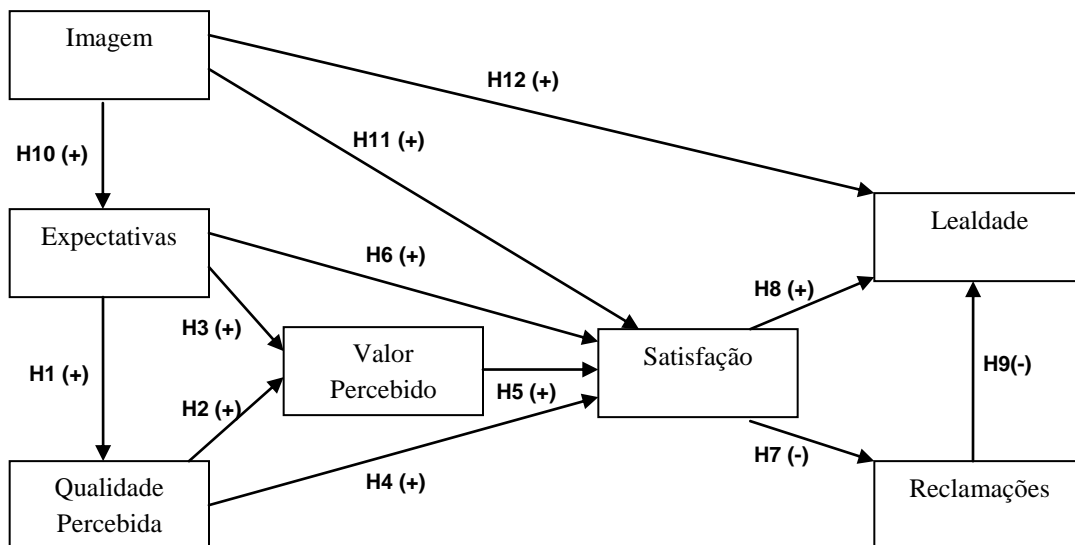 Imagem
H12 (+)
H11 (+)
H10 (+)
Expectativas
Lealdade
H6 (+)
H8 (+)
H3 (+)
Valor
Percebido
Satisfação
H1 (+)
H5 (+)
H9(-)
H2 (+)
H7 (-)
H4 (+)
Qualidade
Percebida
Reclamações